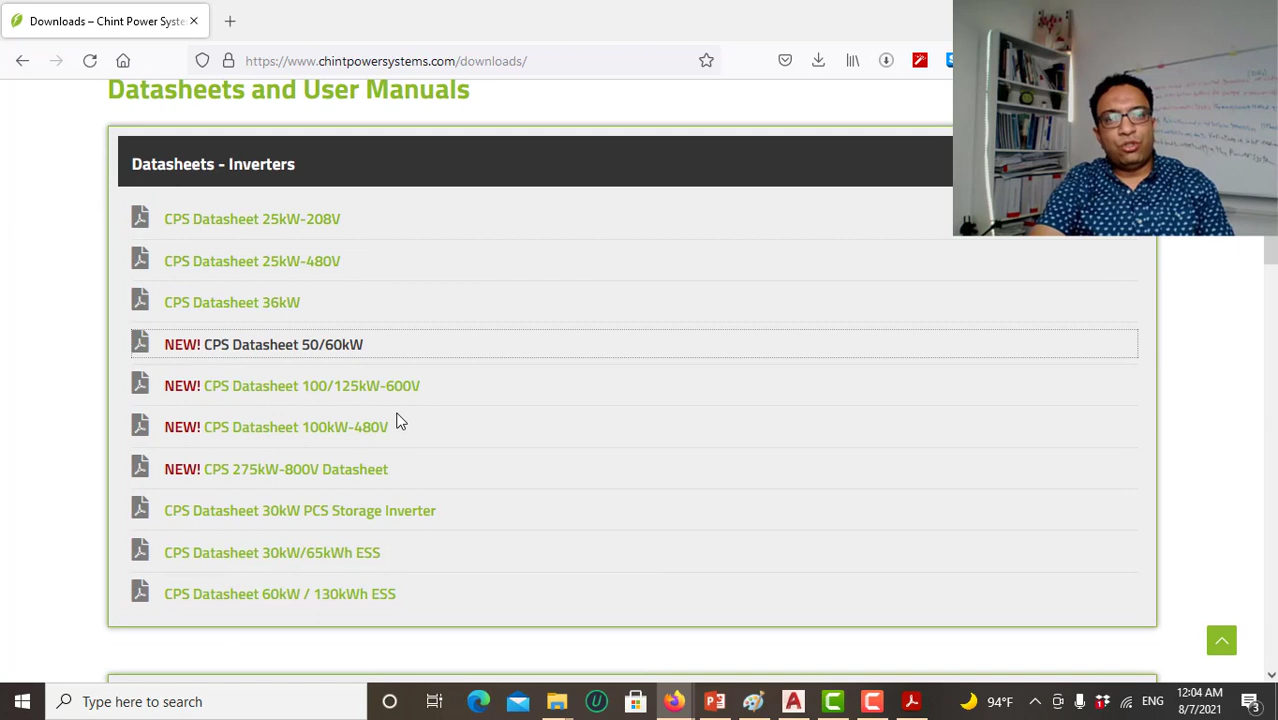 Downloads – Chint Power Syste
https://www.chintpowersystems.com/downloads/
Datasheets and User Manuals
Datasheets - Inverters
CPS Datasheet 25kW-208V
CPS Datasheet 25kW-480V
CPS Datasheet 36kW
NEW! CPS Datasheet 50/60kW
NEW! CPS Datasheet 100/125kW-600V
NEW! CPS Datasheet 100kW-480V
NEW! CPS 275kW-800V Datasheet
CPS Datasheet 30kW PCS Storage Inverter
CPS Datasheet 30kW/65kWh ESS
CPS Datasheet 60kW / 130kWh ESS
Type here to search
94°F
ENG
12:04 AM
8/7/2021
3